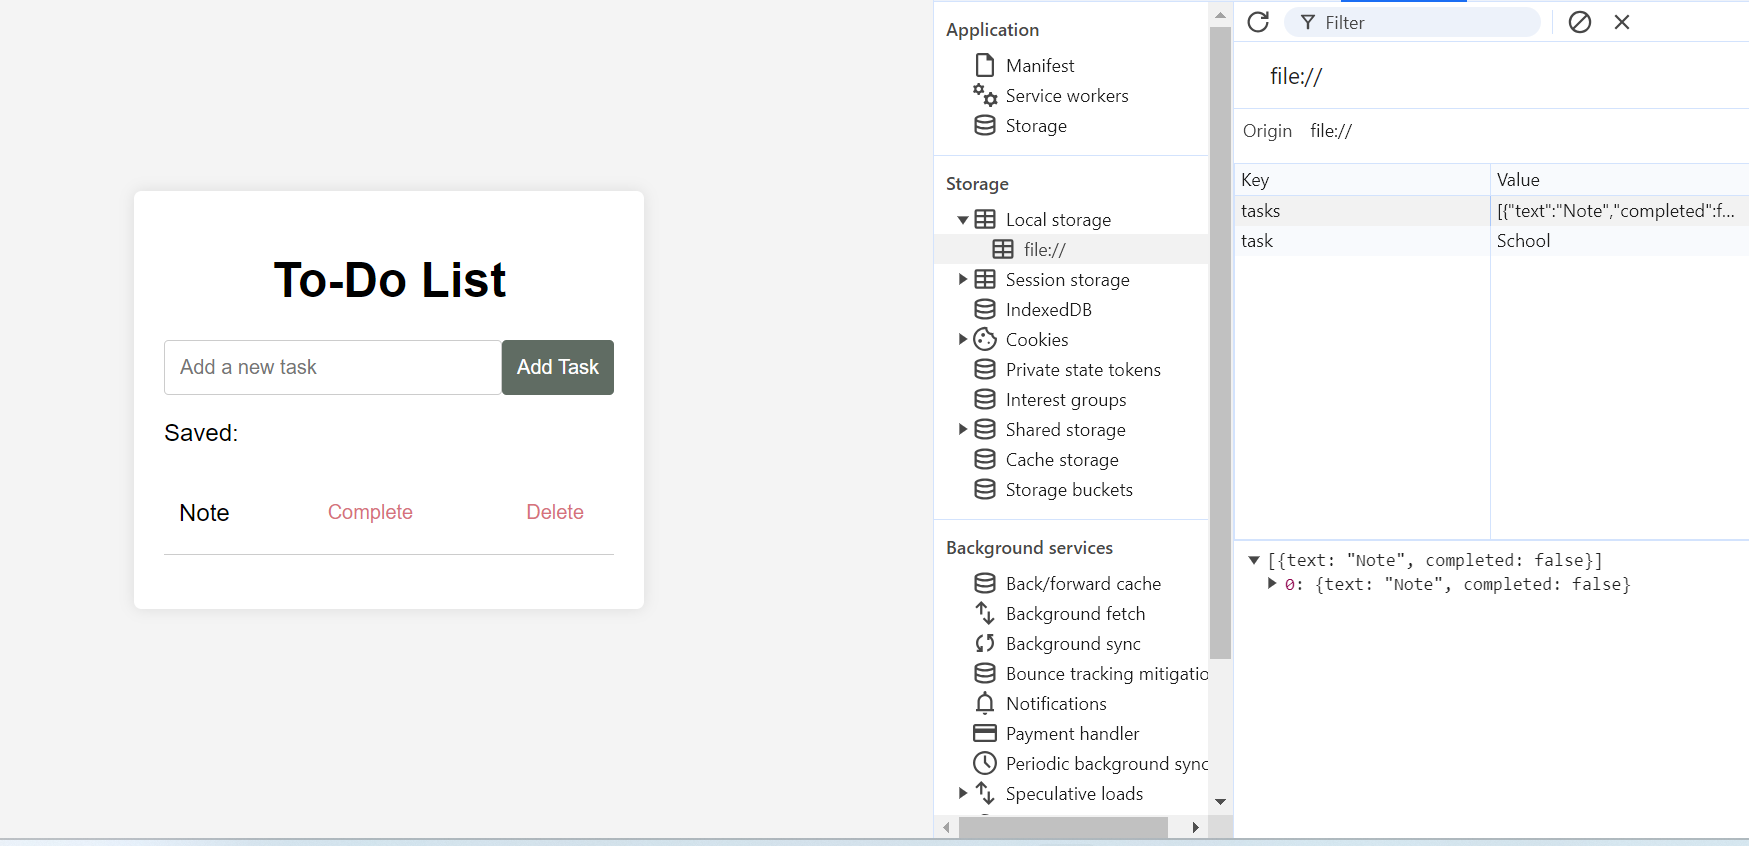 To-Do List
Add a new task
Add Task
Saved:
Note
Complete
Delete
Application
Manifest
Service workers
Storage
Storage
Local storage
file://
Session storage
IndexedDB
Cookies
Private state tokens
Interest groups
Shared storage
Cache storage
Storage buckets
Background services
Back/forward cache
Background fetch
Background sync
Bounce tracking mitigatio
Notifications
Payment handler
Periodic background sync
Speculative loads
Filter
file://
Origin file://
Key Value
tasks [{"text":"Note","completed":f...
task School
[{text: "Note", completed: false}]
0: {text: "Note", completed: false}